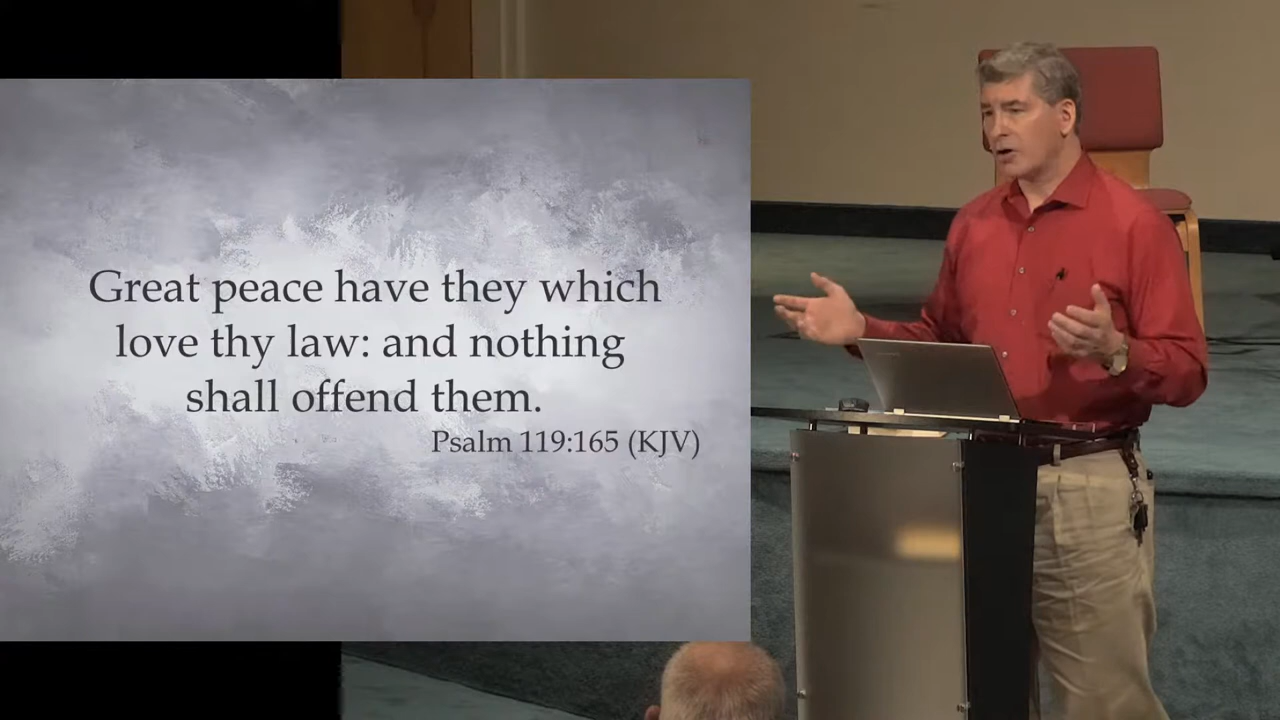 Great peace have they which
love thy law: and nothing
shall offend them.
Psalm 119:165 (KJV)